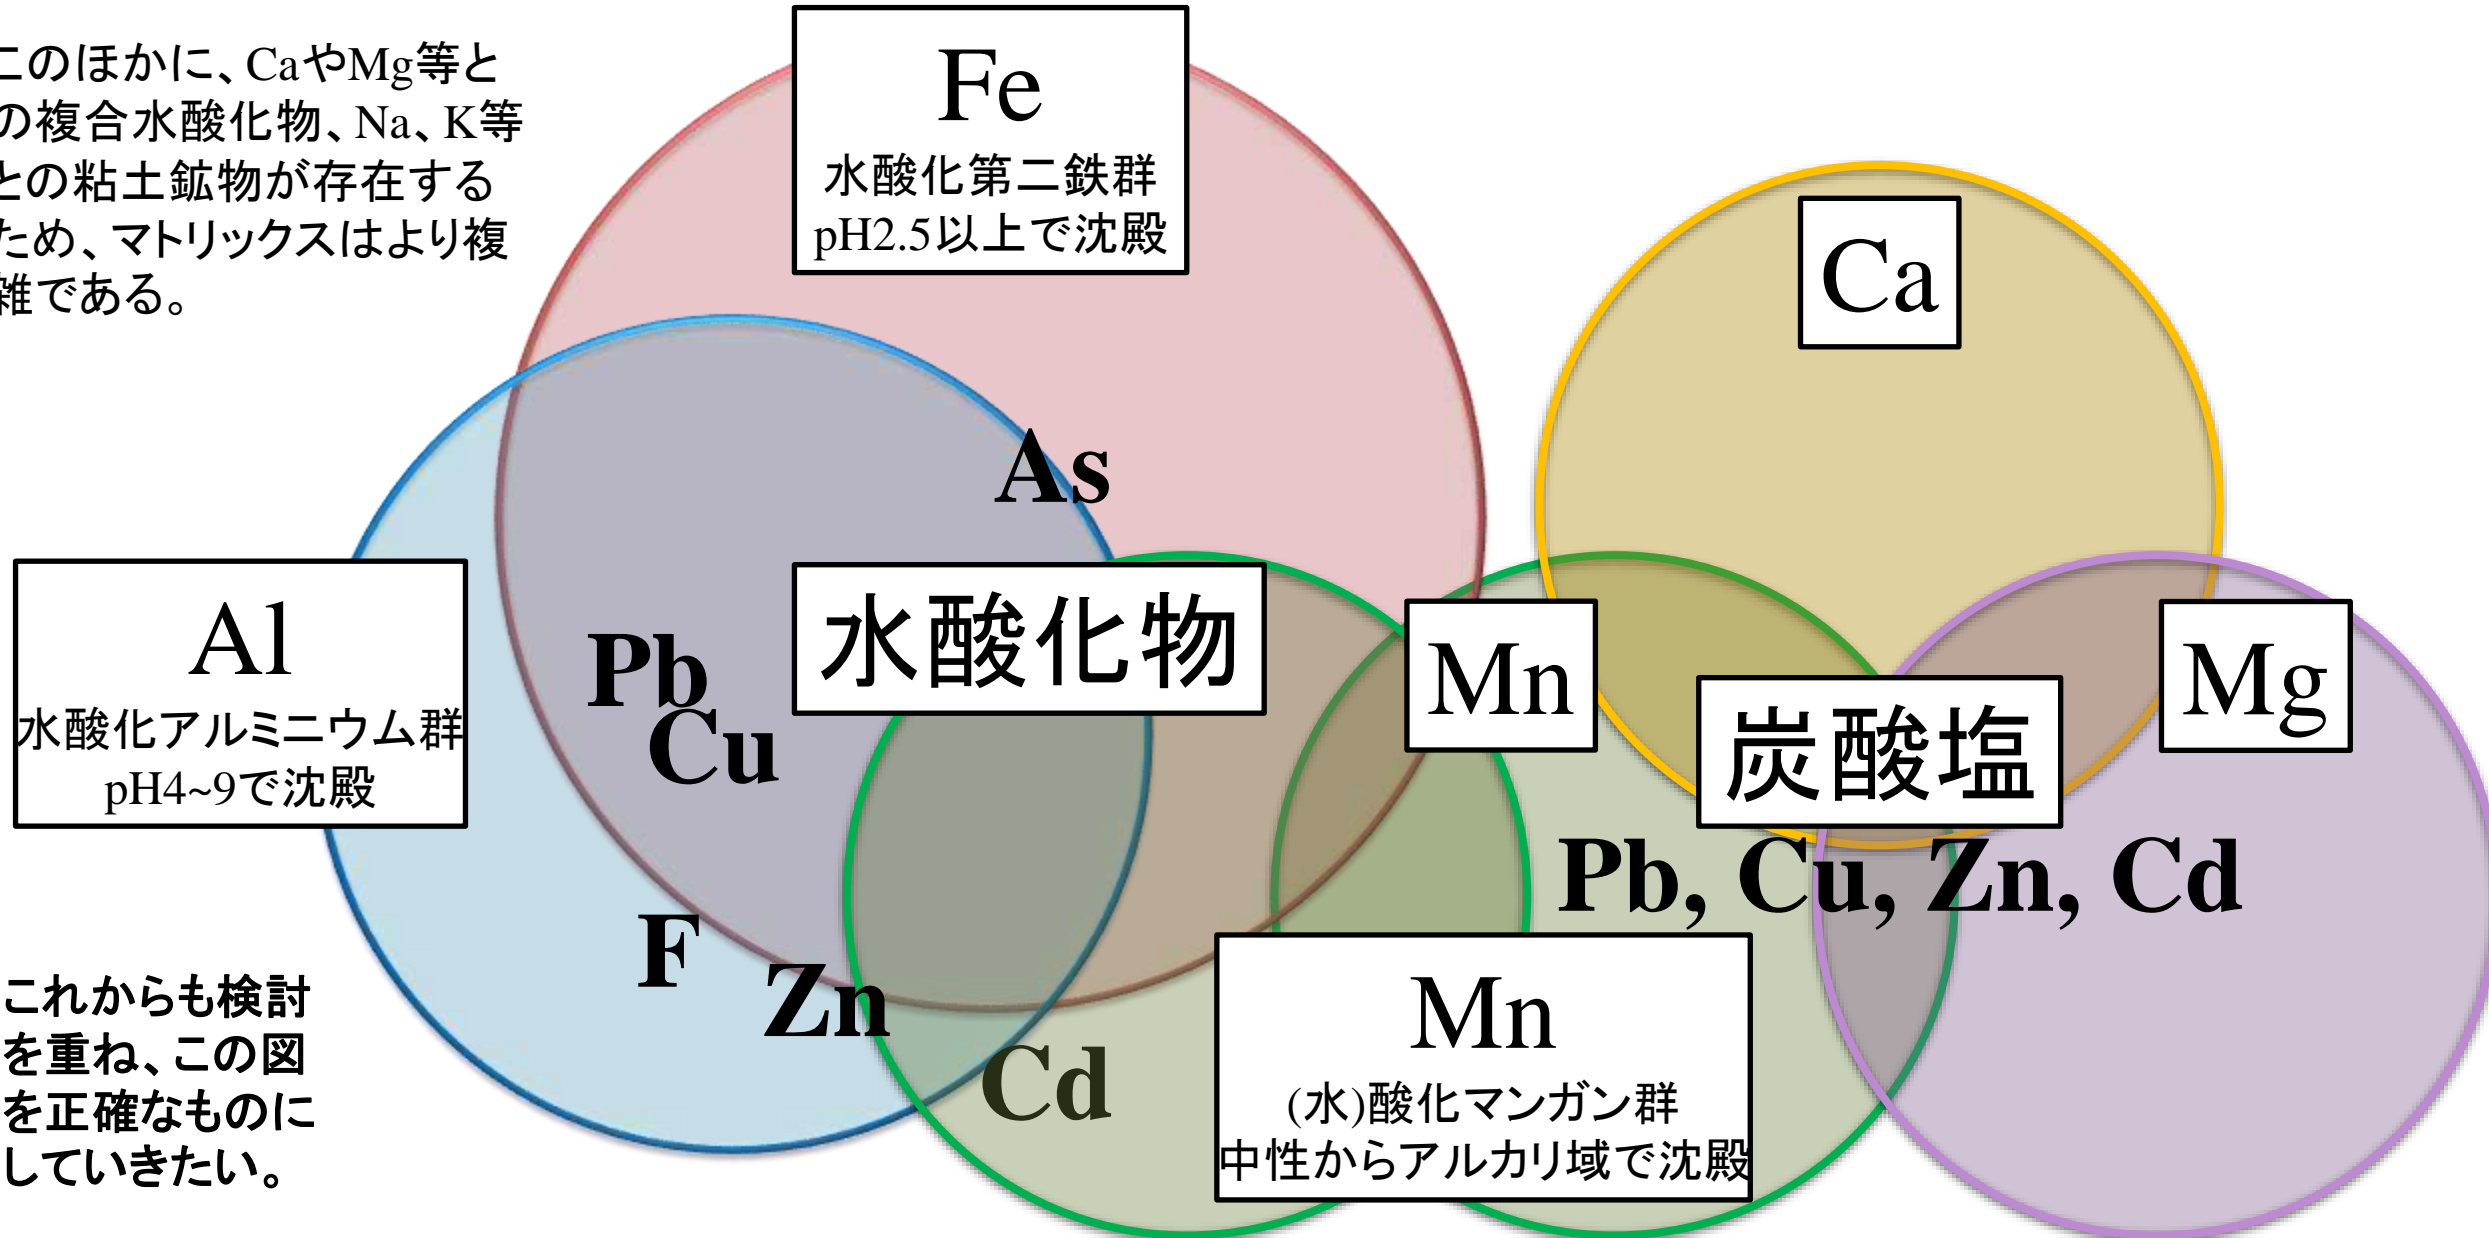 このほかに、CaやMg等と
の複合水酸化物、Na、K等
との粘土鉱物が存在する
ため、マトリックスはより複
雑である。
Fe
水酸化第二鉄群
pH2.5以上で沈殿
Ca
As
Al
水酸化アルミニウム群
pH4~9で沈殿
水酸化物
Pb
Cu
Mn
Mg
炭酸塩
Pb, Cu, Zn, Cd
F
Zn
Cd
Mn
(水)酸化マンガン群
中性からアルカリ域で沈殿
これからも検討
を重ね、この図
を正確なものに
していきたい。